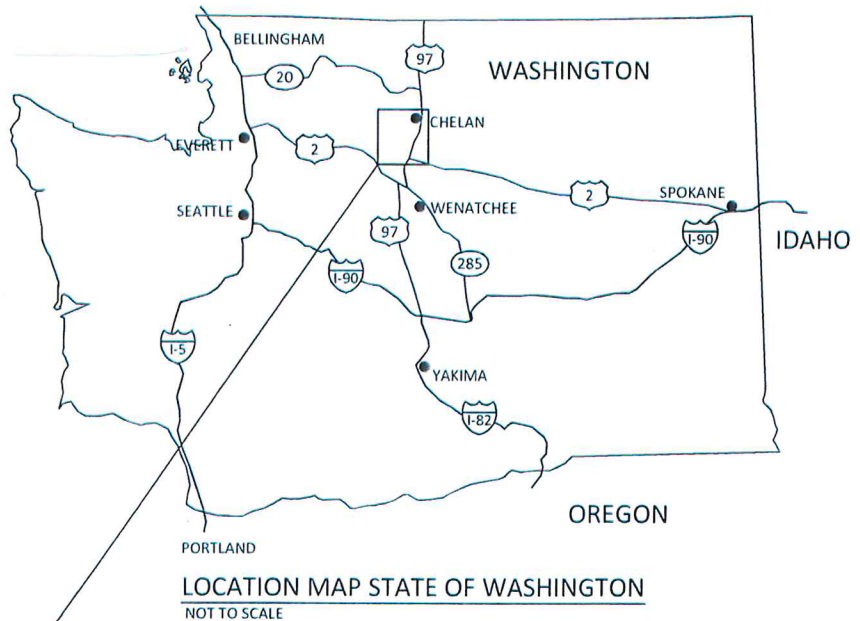 BELLINGHAM
97
20
WASHINGTON
CHELAN
EVERETT
2
2
SPOKANE
SEATTLE
WENATCHEE
97
I-90
IDAHO
I-90
285
I-5
YAKIMA
I-82
OREGON
PORTLAND
LOCATION MAP STATE OF WASHINGTON
NOT TO SCALE